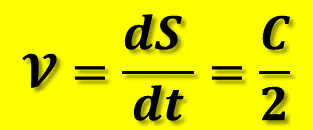 ν = dS/dt = C/2